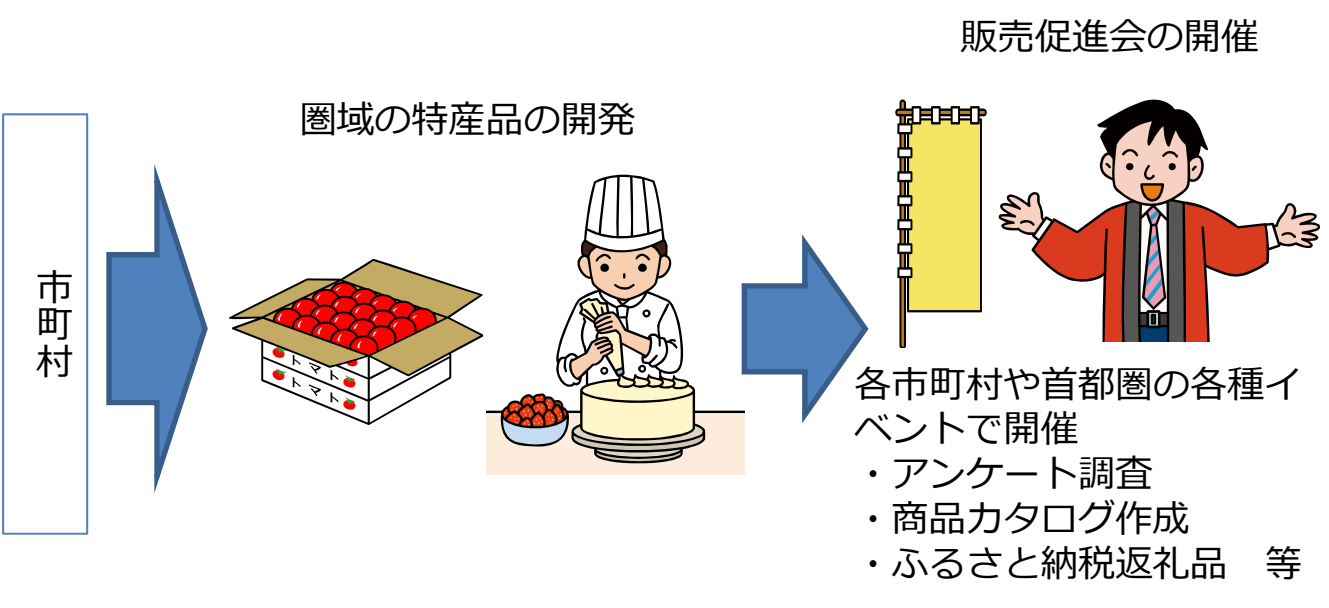 販売促進会の開催
圏域の特産品の開発
市町村
トマト
トマト
各市町村や首都圏の各種イ
ベントで開催
・アンケート調査
・商品カタログ作成
・ふるさと納税返礼品　等